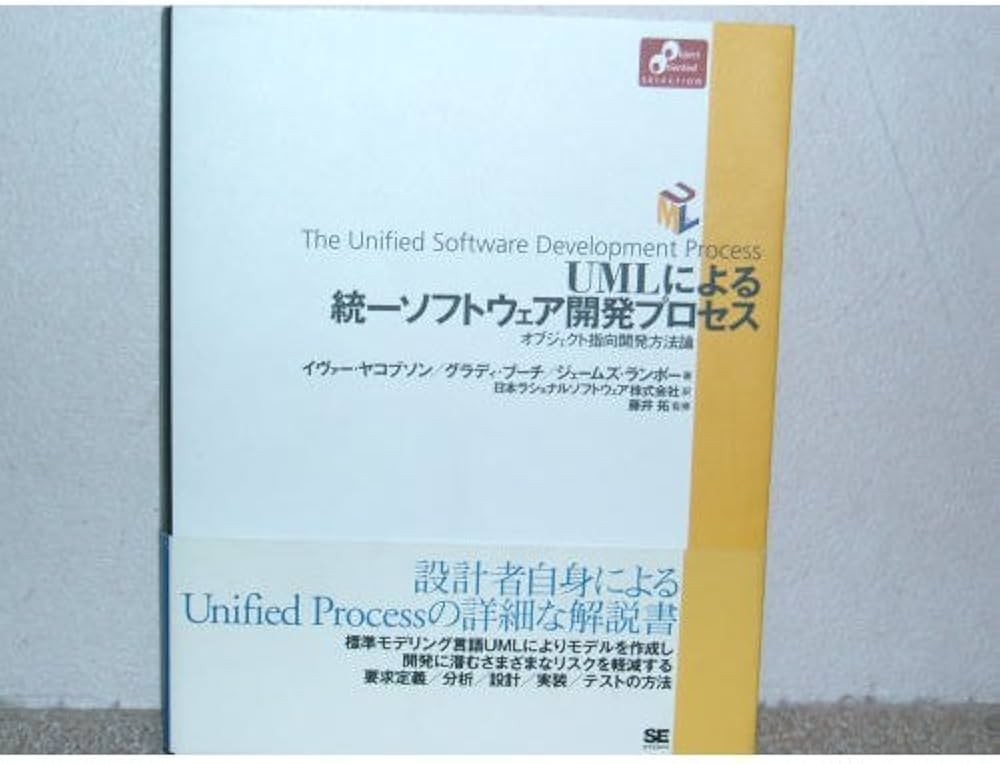 Object
Oriented
SELECTION
UML
The Unified Software Development Process
UMLによる
統一ソフトウェア開発プロセス
オブジェクト指向開発方法論
イヴァー・ヤコブソン／グラディ・ブーチ／ジェームズ・ランボー 著
日本ラショナルソフトウェア株式会社 訳
藤井 拓 監修
設計者自身による
Unified Processの詳細な解説書
標準モデリング言語UMLによりモデルを作成し
開発に潜むさまざまなリスクを軽減する
要求定義／分析／設計／実装／テストの方法
SE